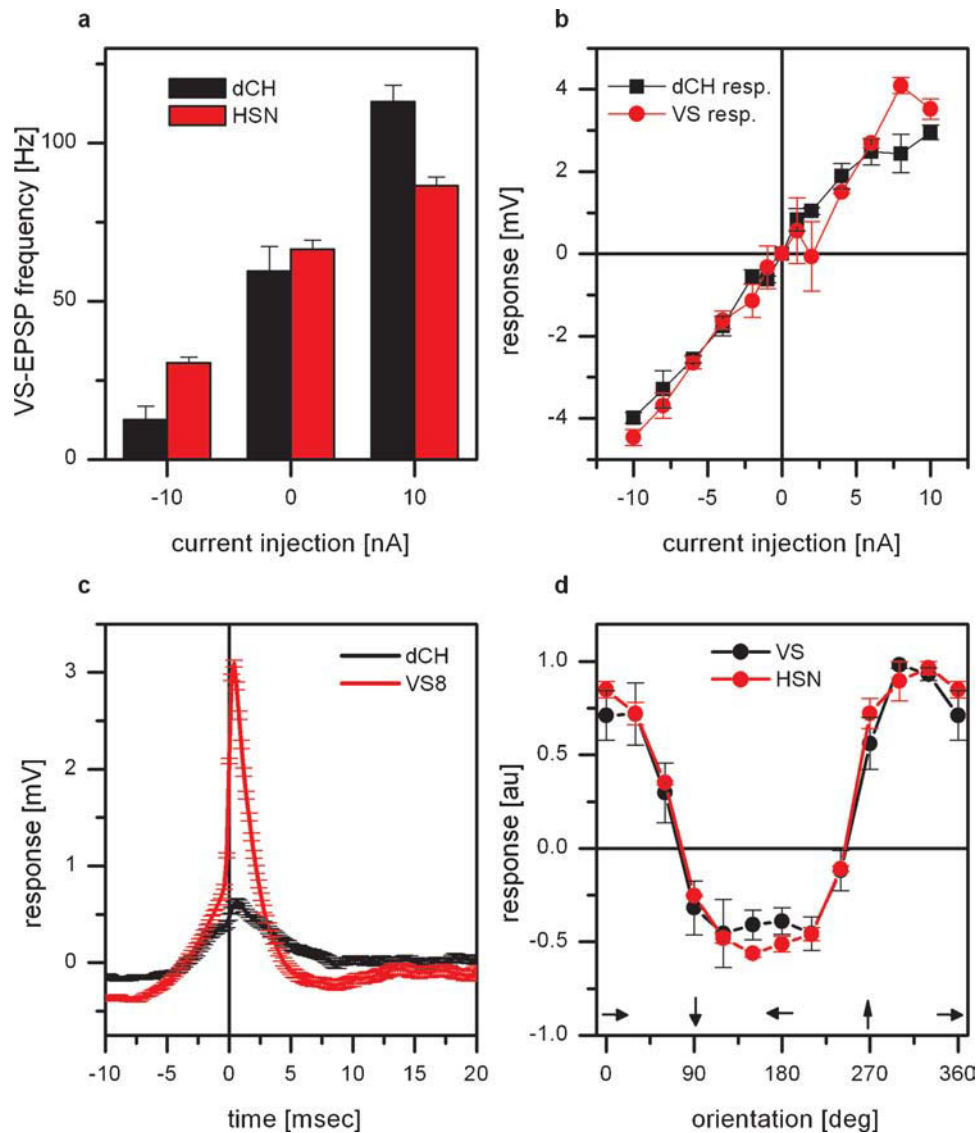 a
dCH
HSN
VS-EPSP frequency [Hz]
100
50
0
-10
0
10
current injection [nA]
b
dCH resp.
VS resp.
response [mV]
4
2
0
-2
-4
-10
-5
0
5
10
current injection [nA]
c
dCH
VS8
response [mV]
3
2
1
0
-10
-5
0
5
10
15
20
time [msec]
d
VS
HSN
response [au]
1.0
0.5
0.0
-0.5
-1.0
0
90
180
270
360
orientation [deg]